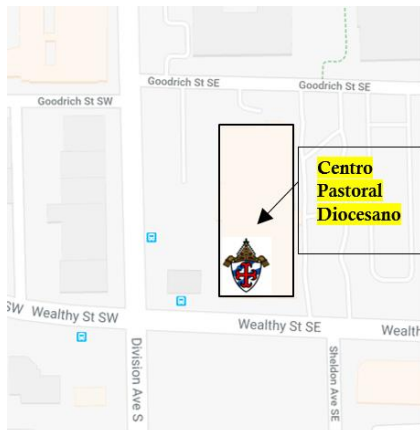 Goodrich St SE
Goodrich St SE
Goodrich St SW
Centro
Pastoral
Diocesano
SW
Wealthy St SW
Wealthy St SE
Wealth
Division Ave S
Sheldon Ave SE